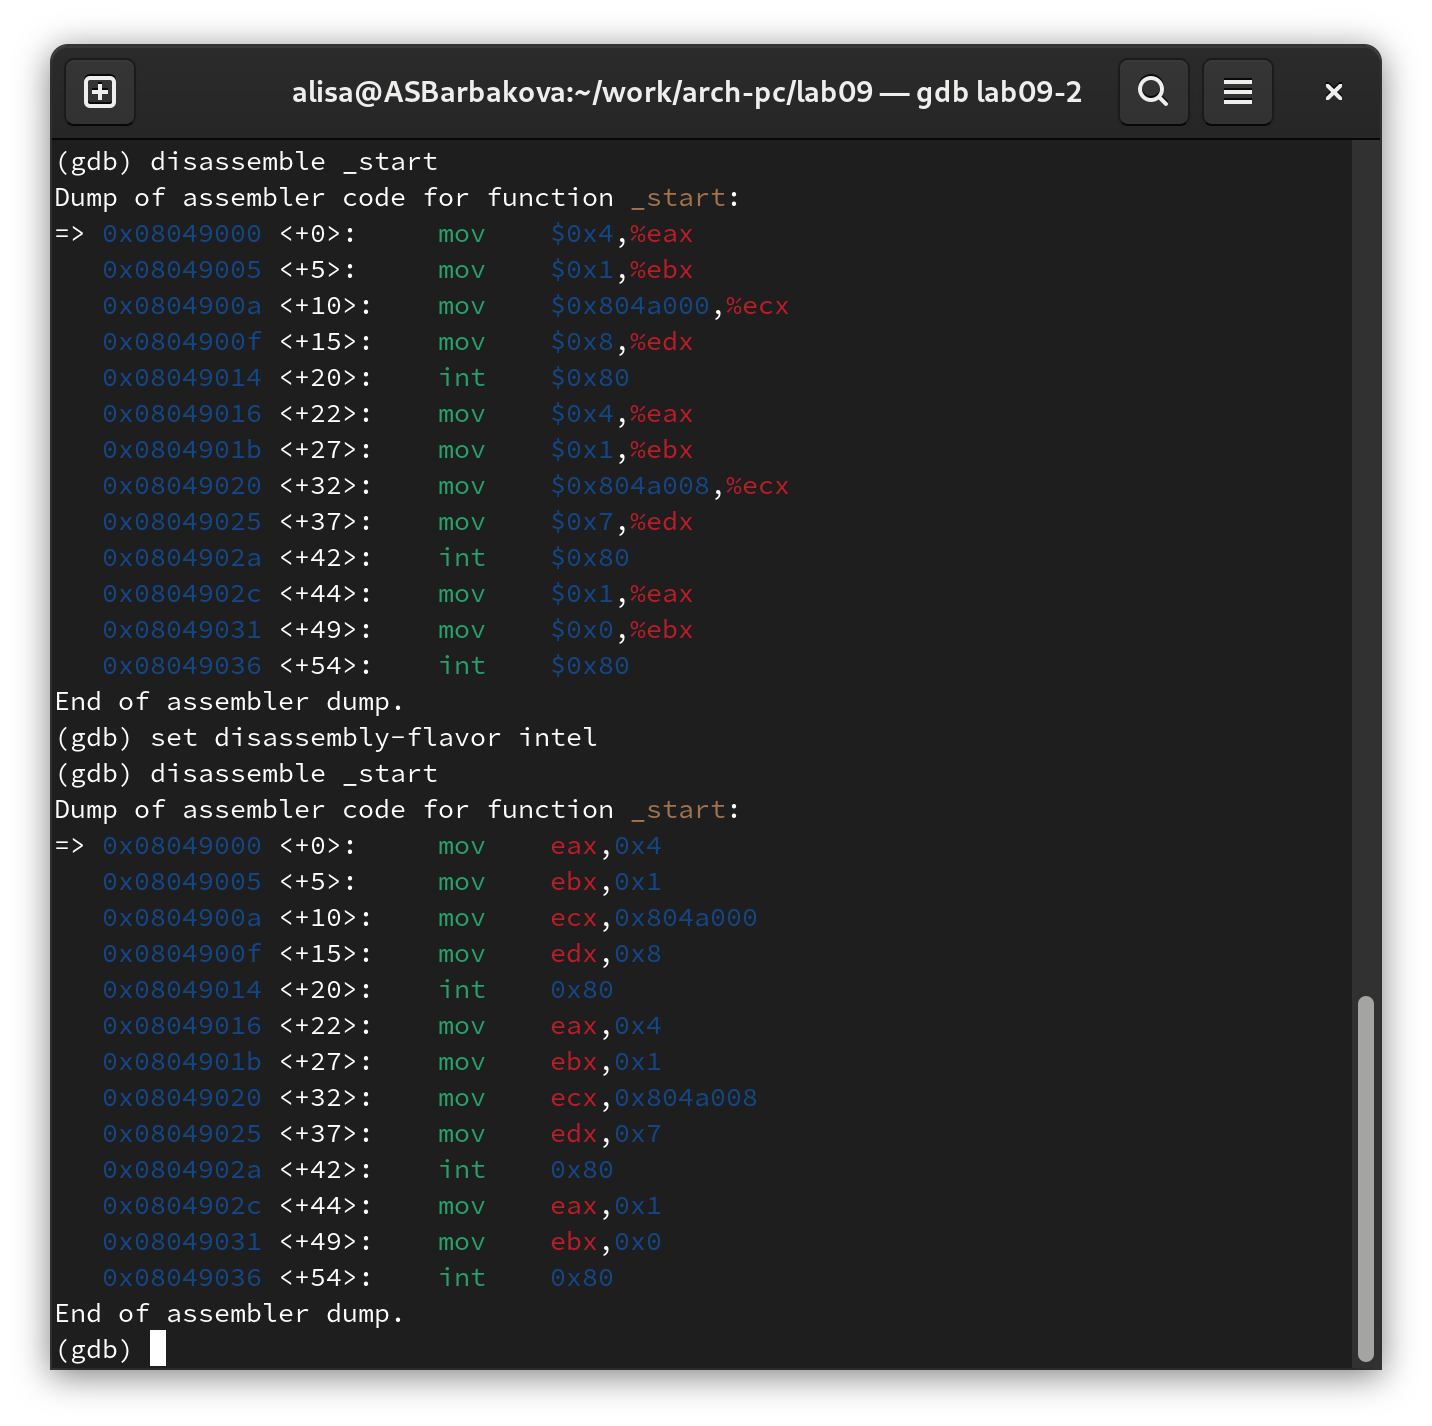 alisa@ASBarbakova:~/work/arch-pc/lab09 — gdb lab09-2
(gdb) disassemble _start
Dump of assembler code for function _start:
=> 0x08049000 <+0>:     mov    $0x4,%eax
   0x08049005 <+5>:     mov    $0x1,%ebx
   0x0804900a <+10>:    mov    $0x804a000,%ecx
   0x0804900f <+15>:    mov    $0x8,%edx
   0x08049014 <+20>:    int    $0x80
   0x08049016 <+22>:    mov    $0x4,%eax
   0x0804901b <+27>:    mov    $0x1,%ebx
   0x08049020 <+32>:    mov    $0x804a008,%ecx
   0x08049025 <+37>:    mov    $0x7,%edx
   0x0804902a <+42>:    int    $0x80
   0x0804902c <+44>:    mov    $0x1,%eax
   0x08049031 <+49>:    mov    $0x0,%ebx
   0x08049036 <+54>:    int    $0x80
End of assembler dump.
(gdb) set disassembly-flavor intel
(gdb) disassemble _start
Dump of assembler code for function _start:
=> 0x08049000 <+0>:     mov    eax,0x4
   0x08049005 <+5>:     mov    ebx,0x1
   0x0804900a <+10>:    mov    ecx,0x804a000
   0x0804900f <+15>:    mov    edx,0x8
   0x08049014 <+20>:    int    0x80
   0x08049016 <+22>:    mov    eax,0x4
   0x0804901b <+27>:    mov    ebx,0x1
   0x08049020 <+32>:    mov    ecx,0x804a008
   0x08049025 <+37>:    mov    edx,0x7
   0x0804902a <+42>:    int    0x80
   0x0804902c <+44>:    mov    eax,0x1
   0x08049031 <+49>:    mov    ebx,0x0
   0x08049036 <+54>:    int    0x80
End of assembler dump.
(gdb)